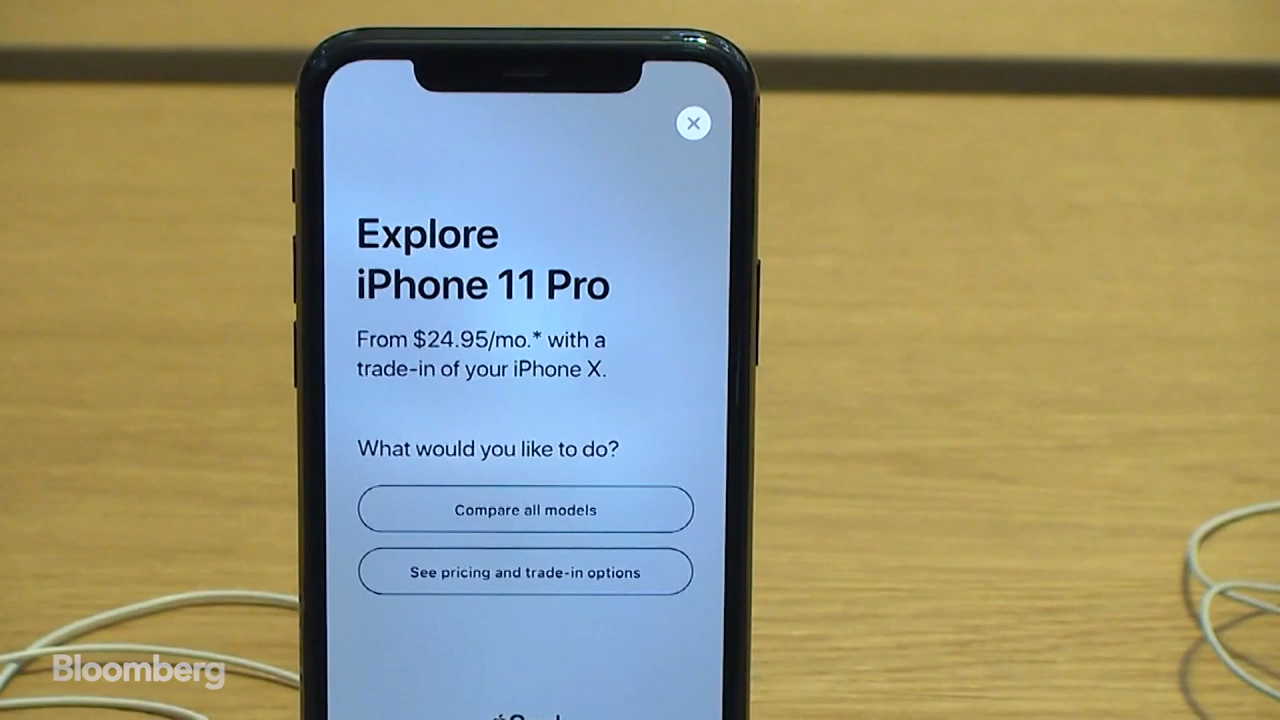 Explore
iPhone 11 Pro
From $24.95/mo.* with a
trade-in of your iPhone X.
What would you like to do?
Compare all models
See pricing and trade-in options
Bloomberg